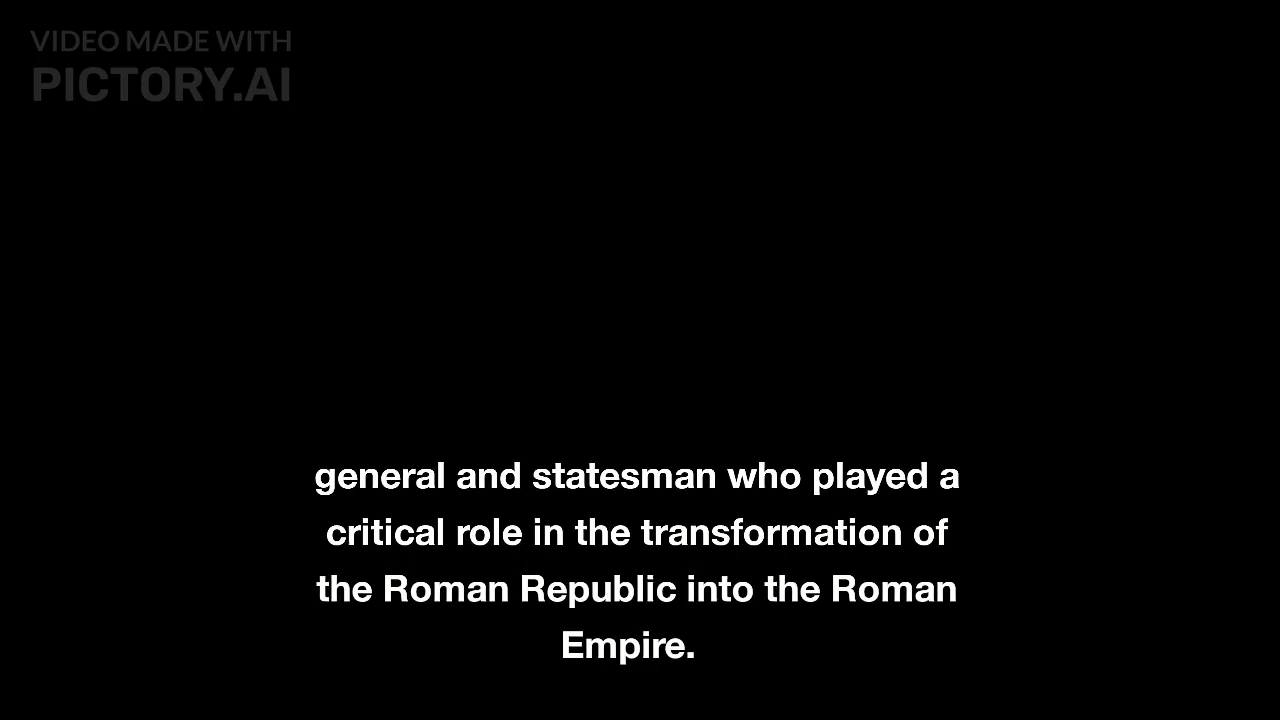 VIDEO MADE WITH
PICTORY.AI
general and statesman who played a
critical role in the transformation of
the Roman Republic into the Roman
Empire.